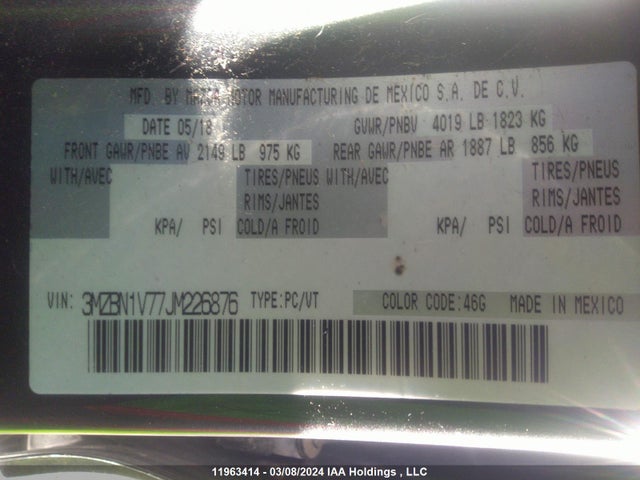 MFD. BY MAZDA MOTOR MANUFACTURING DE MEXICO S.A. DE C.V.
DATE 05/18 GVWR/PNBV 4019 LB 1823 KG
FRONT GAWR/PNBE AV 2149 LB 975 KG REAR GAWR/PNBE AR 1887 LB 856 KG
WITH/AVEC TIRES/PNEUS WITH/AVEC TIRES/PNEUS
RIMS/JANTES RIMS/JANTES
KPA/ PSI COLD/A FROID KPA/ PSI COLD/A FROID
VIN: 3MZBN1V77JM226876 TYPE:PC/VT COLOR CODE:46G MADE IN MEXICO
11963414 - 03/08/2024 IAA Holdings , LLC